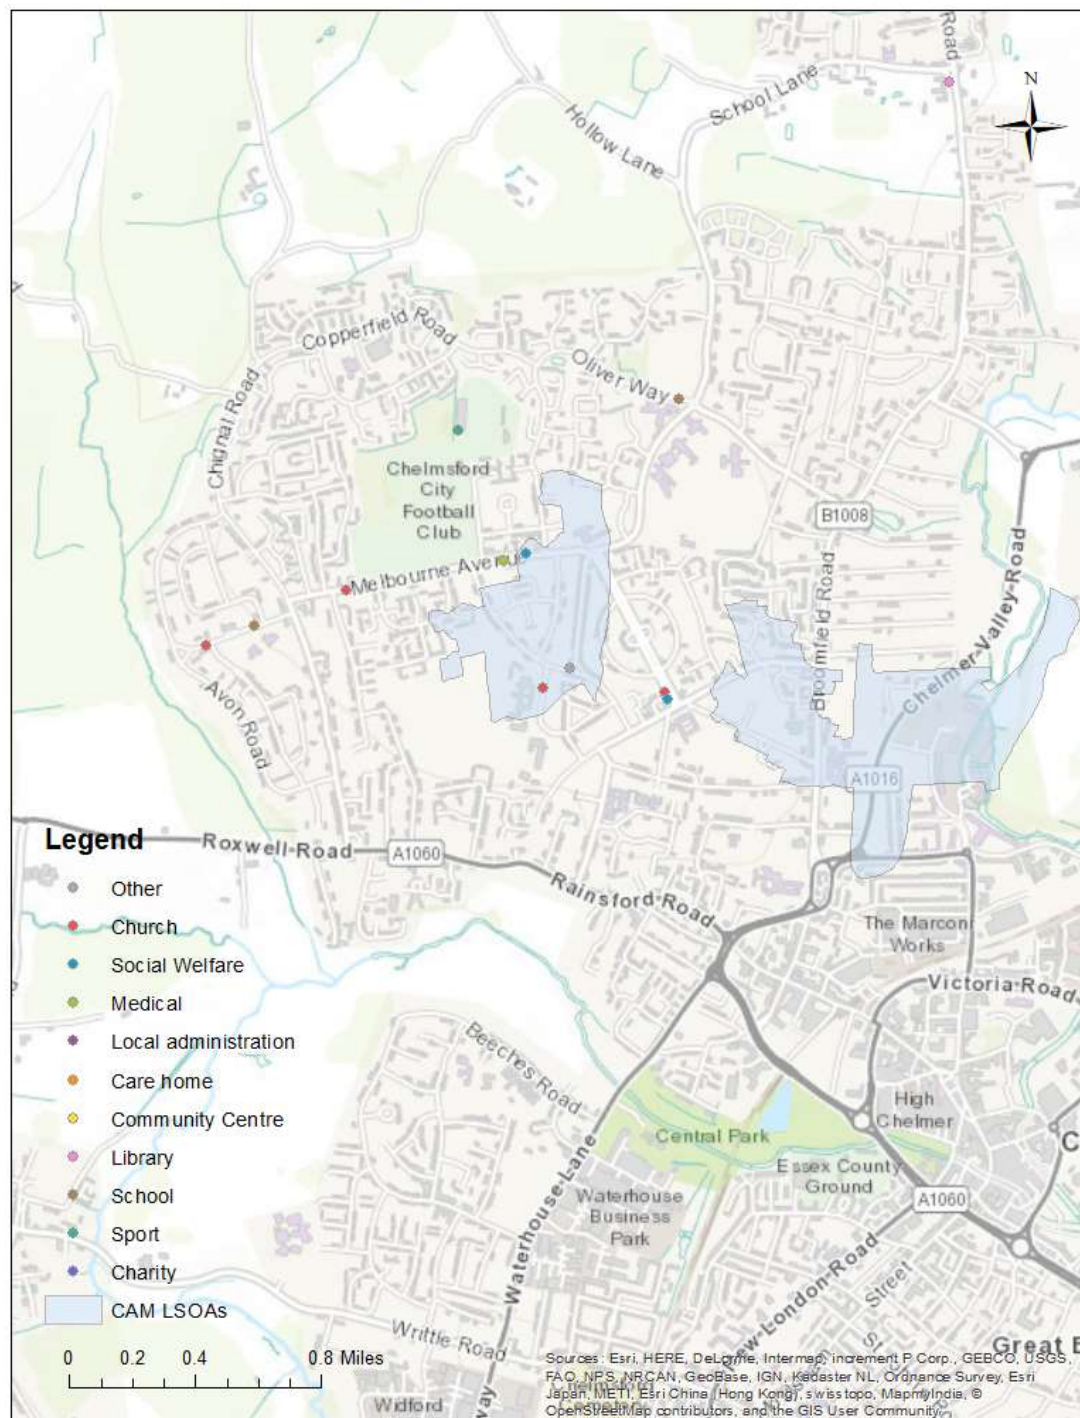 Road
N
School Lane
Hollow Lane
Copperfield Road
Oliver Way
Chignal Road
Chelmsford
City
Football
Club
B1008
Melbourne Avenue
Broomfield Road
Chelmer-Valley-Road
Avon Road
A1016
Legend
Roxwell-Road
A1060
Rainsford-Road
Other
Church
Social Welfare
Medical
Local administration
Care home
Community Centre
Library
School
Sport
Charity
CAM LSOAs
0 0.2 0.4 0.8 Miles
The Marconi
Works
Victoria-Road
Beeches Road
High
Chelmer
Central Park
C
Essex County
Ground
Waterhouse-Lane
Waterhouse
Business
Park
A1060
New-London-Road
Street
Writtle Road
Great B
Widford
way
Sources: Esri, HERE, DeLorme, Intermap, increment P Corp., GEBCO, USGS,
FAO, NPS, NRCAN, GeoBase, IGN, Kadaster NL, Ordnance Survey, Esri
Japan, METI, Esri China (Hong Kong), swisstopo, MapmyIndia, ©
OpenStreetMap contributors, and the GIS User Community